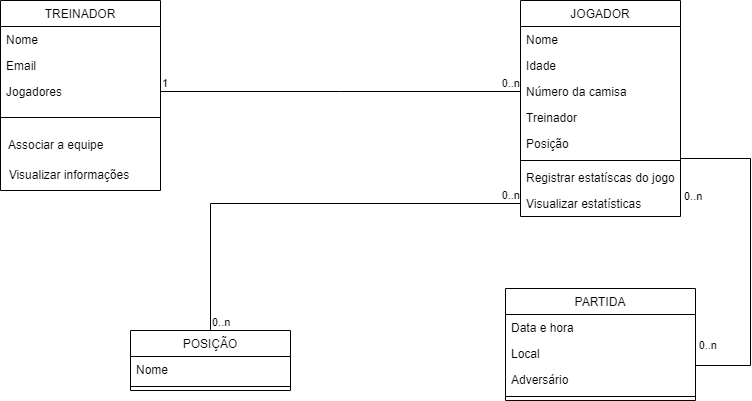 TREINADOR
Nome
Email
Jogadores
Associar a equipe
Visualizar informações
1
0..n
JOGADOR
Nome
Idade
Número da camisa
Treinador
Posição
Registrar estatíscas do jogo
Visualizar estatísticas
0..n
0..n
0..n
POSIÇÃO
Nome
PARTIDA
Data e hora
Local
Adversário
0..n